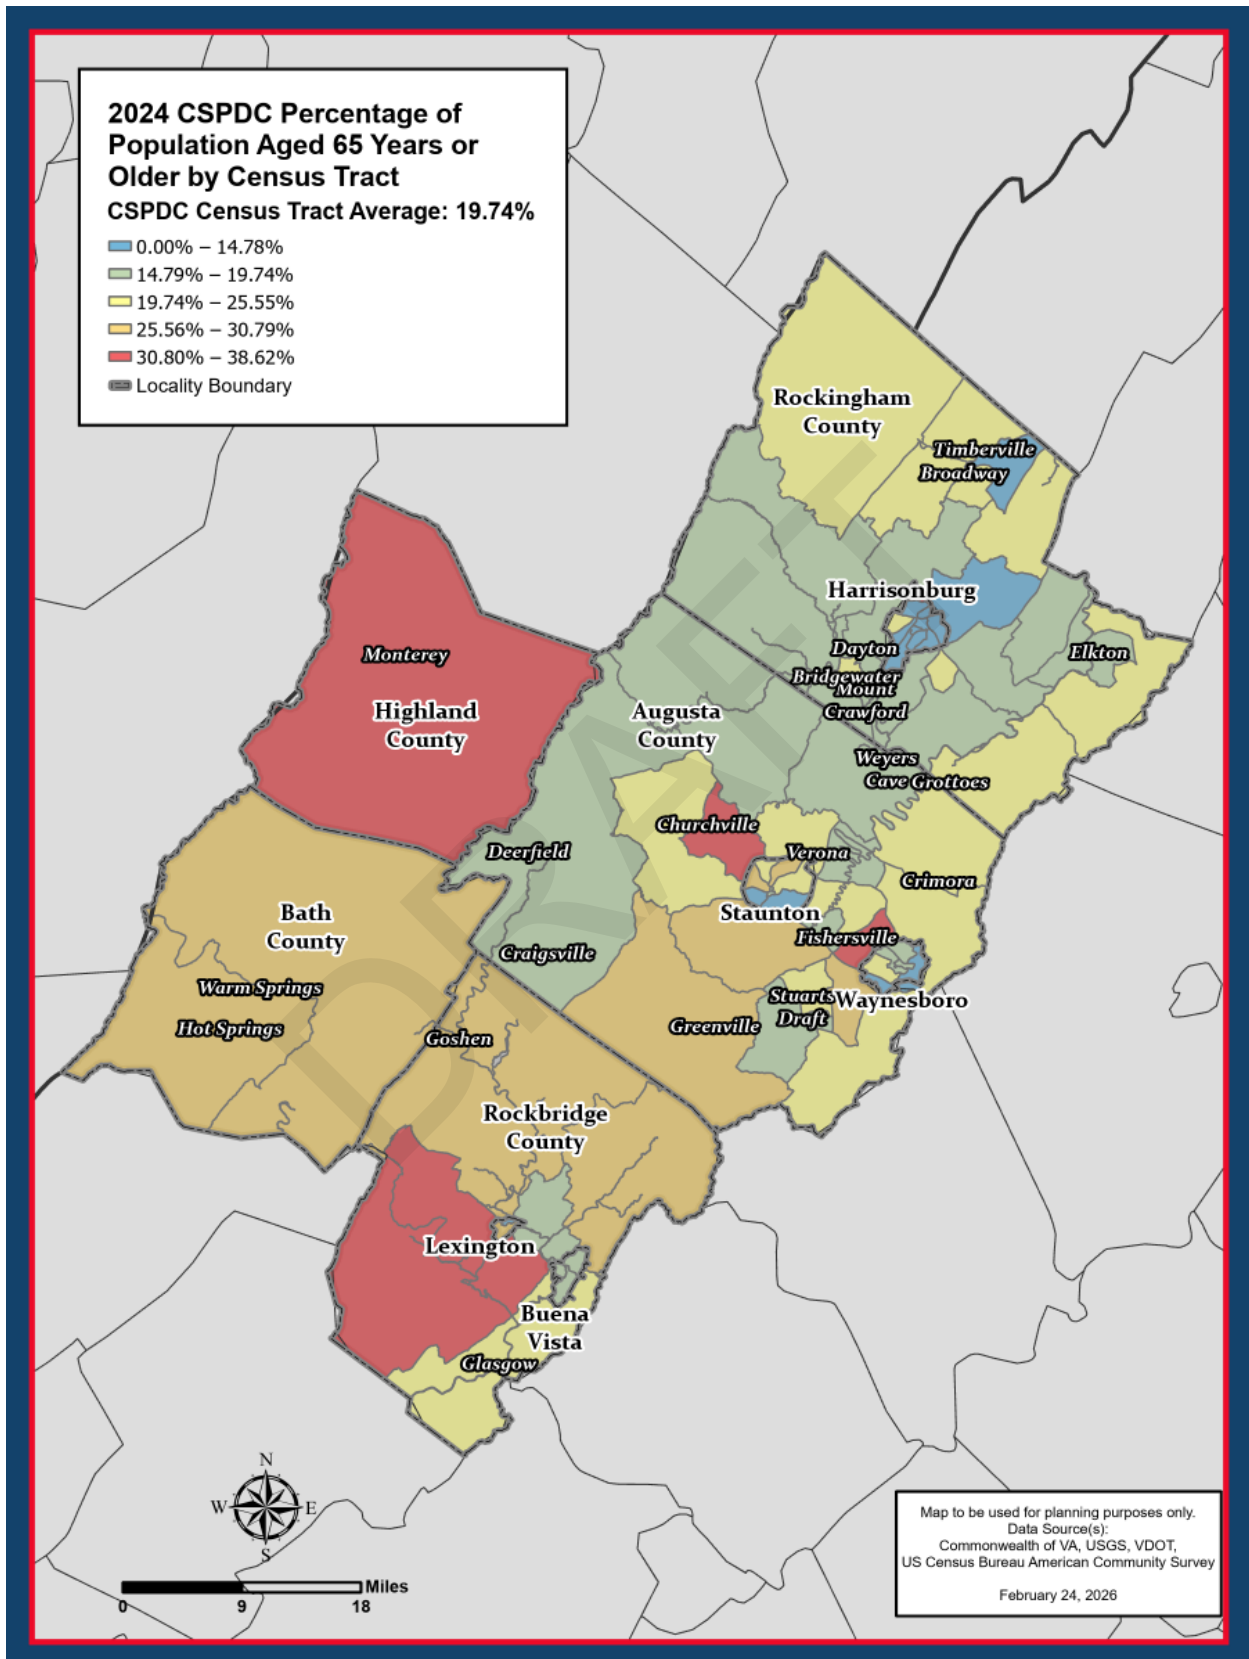 2024 CSPDC Percentage of
Population Aged 65 Years or
Older by Census Tract
CSPDC Census Tract Average: 19.74%
0.00% – 14.78%
14.79% – 19.74%
19.74% – 25.55%
25.56% – 30.79%
30.80% – 38.62%
Locality Boundary
Rockingham
County
Timberville
Broadway
Harrisonburg
Dayton
Elkton
Bridgewater
Mount
Crawford
Monterey
Highland
County
Augusta
County
Weyers
Cave
Grottoes
Churchville
Verona
Deerfield
Crimora
Staunton
Bath
County
Fishersville
Craigsville
Warm Springs
Hot Springs
Stuarts
Draft
Waynesboro
Greenville
Goshen
Rockbridge
County
Lexington
Buena
Vista
Glasgow
DRAFT
N
W
E
S
Miles
0
9
18
Map to be used for planning purposes only.
Data Source(s):
Commonwealth of VA, USGS, VDOT,
US Census Bureau American Community Survey
February 24, 2026